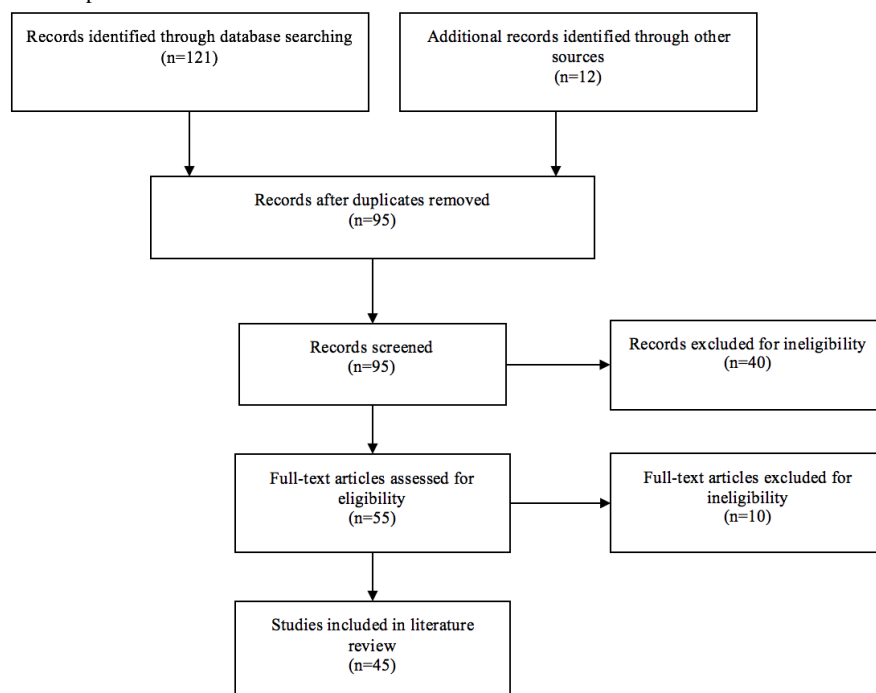 Records identified through database searching
(n=121)
Additional records identified through other
sources
(n=12)
Records after duplicates removed
(n=95)
Records screened
(n=95)
Records excluded for ineligibility
(n=40)
Full-text articles assessed for
eligibility
(n=55)
Full-text articles excluded for
ineligibility
(n=10)
Studies included in literature
review
(n=45)